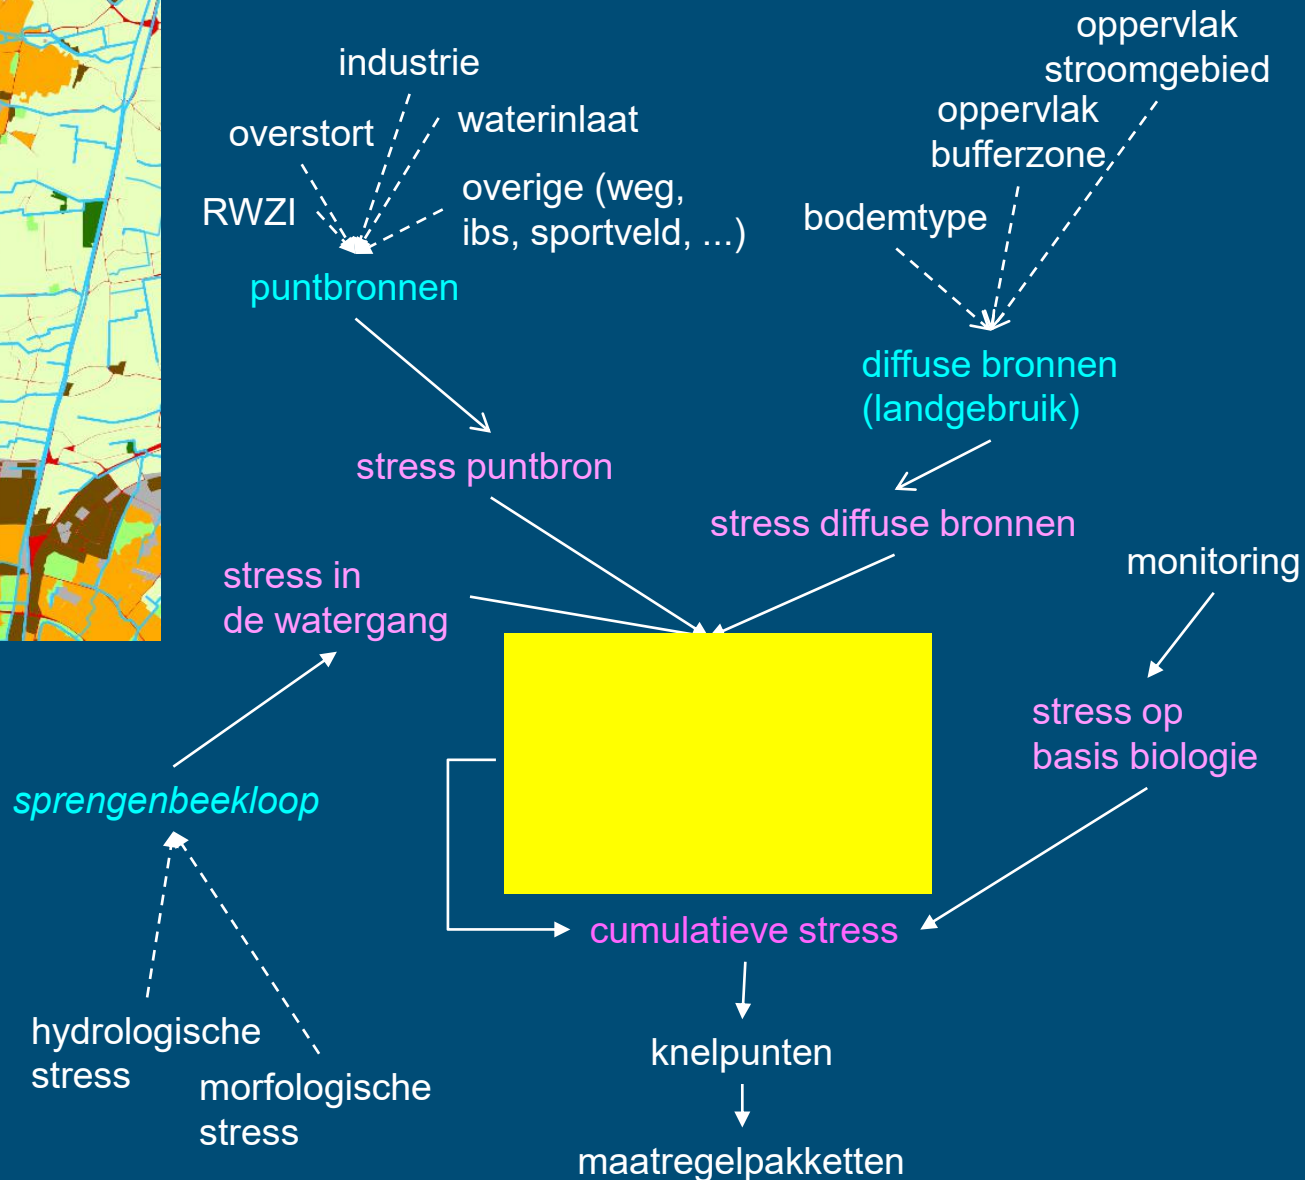 oppervlak
stroomgebied
industrie
oppervlak
bufferzone
waterinlaat
overstort
overige (weg,
ibs, sportveld, ...)
RWZI
bodemtype
puntbronnen
diffuse bronnen
(landgebruik)
stress puntbron
stress diffuse bronnen
monitoring
stress in
de watergang
stress op
basis biologie
sprengenbeekloop
cumulatieve stress
hydrologische
stress
morfologische
stress
knelpunten
maatregelpakketten